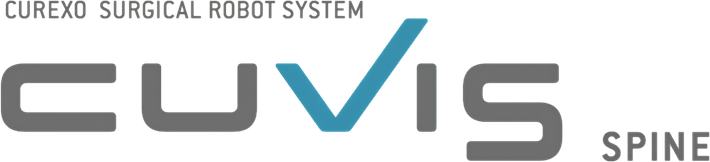 CUREXO SURGICAL ROBOT SYSTEM
CUVIS
SPINE